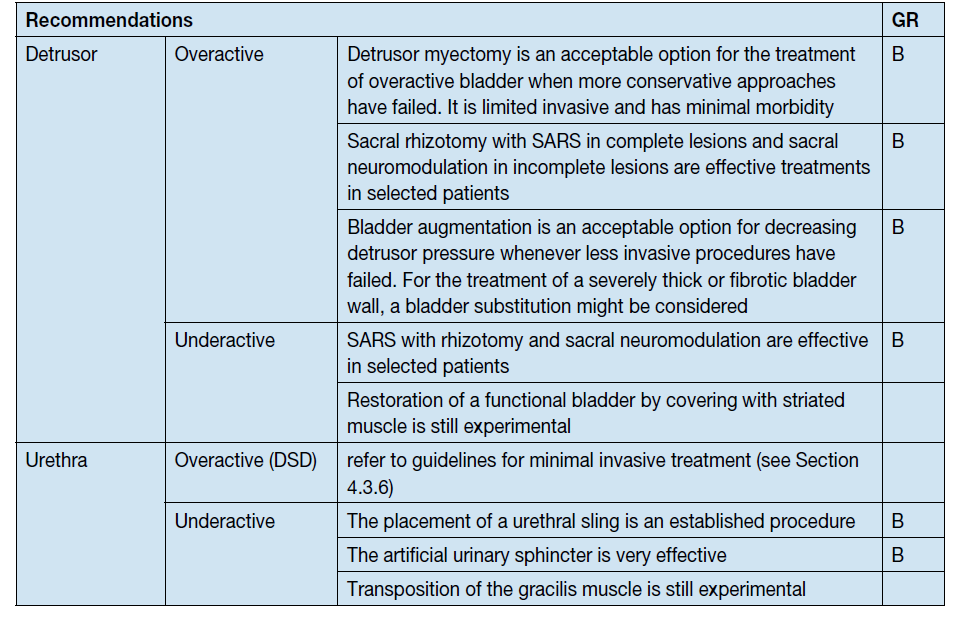 Recommendations GR
Detrusor Overactive Detrusor myectomy is an acceptable option for the treatment B
of overactive bladder when more conservative approaches
have failed. It is limited invasive and has minimal morbidity
Sacral rhizotomy with SARS in complete lesions and sacral B
neuromodulation in incomplete lesions are effective treatments
in selected patients
Bladder augmentation is an acceptable option for decreasing B
detrusor pressure whenever less invasive procedures have
failed. For the treatment of a severely thick or fibrotic bladder
wall, a bladder substitution might be considered
Underactive SARS with rhizotomy and sacral neuromodulation are effective B
in selected patients
Restoration of a functional bladder by covering with striated
muscle is still experimental
Urethra Overactive (DSD) refer to guidelines for minimal invasive treatment (see Section
4.3.6)
Underactive The placement of a urethral sling is an established procedure B
The artificial urinary sphincter is very effective B
Transposition of the gracilis muscle is still experimental